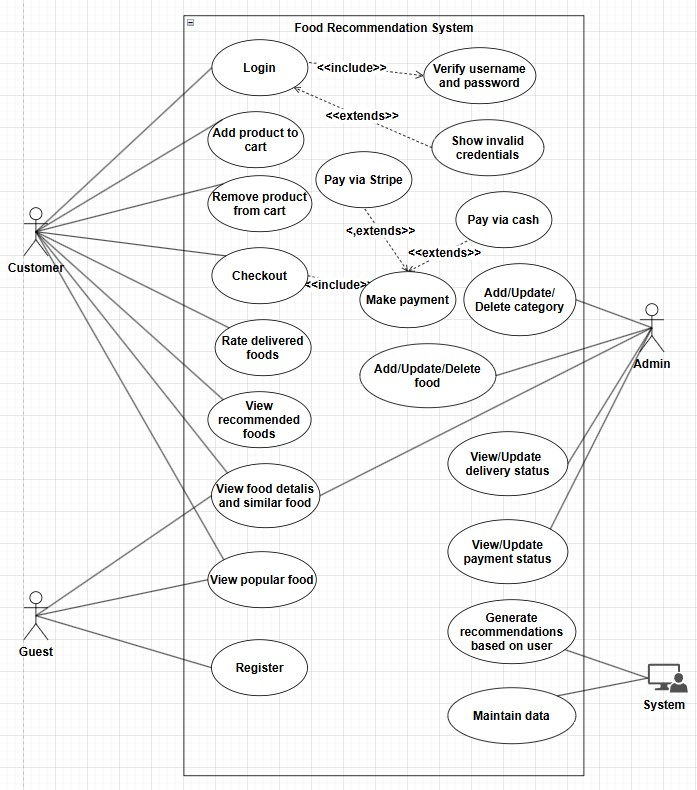 Food Recommendation System
Login
<<include>>
Verify username
and password
<<extends>>
Add product to
cart
Show invalid
credentials
Pay via Stripe
Remove product
from cart
Pay via cash
<,extends>>
<<extends>>
Customer
Checkout
<<include>
Make payment
Add/Update/
Delete category
Rate delivered
foods
Add/Update/Delete
food
Admin
View
recommended
foods
View/Update
delivery status
View food detalis
and similar food
View/Update
payment status
View popular food
Guest
Generate
recommendations
based on user
Register
System
Maintain data